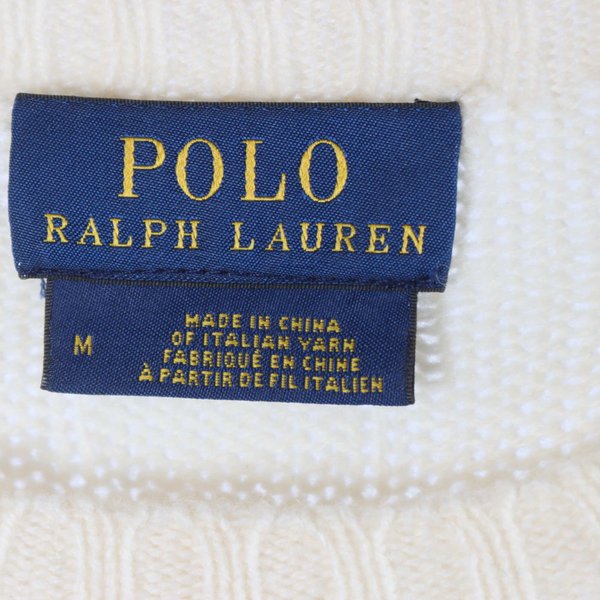 POLO
RALPH LAUREN
M
MADE IN CHINA
OF ITALIAN YARN
FABRIQUÉ EN CHINE
À PARTIR DE FIL ITALIEN